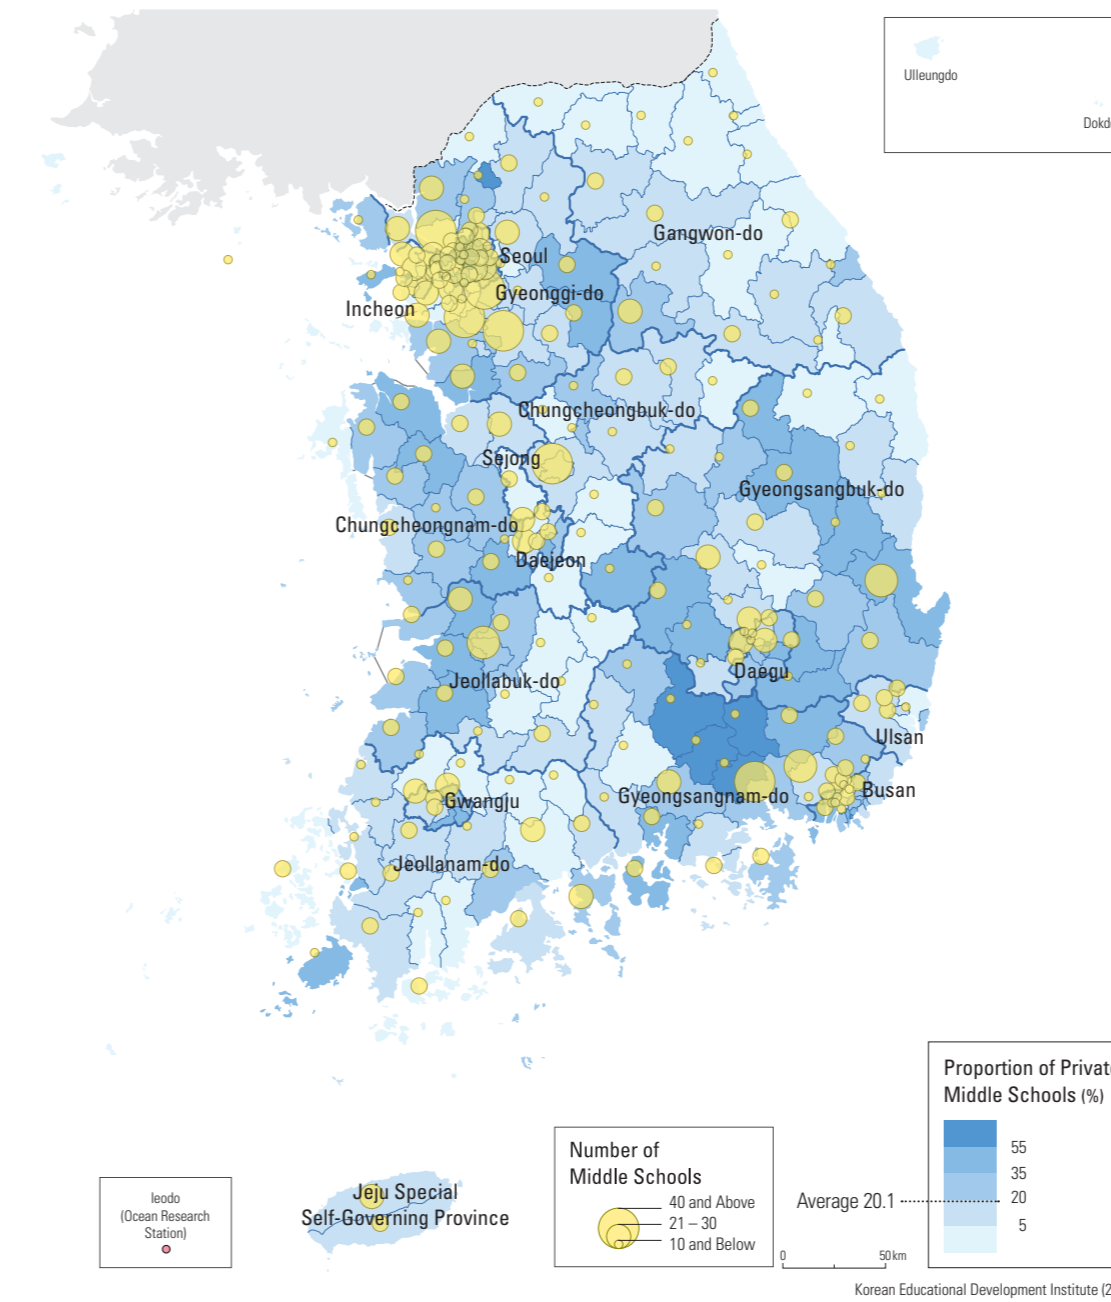 Ulleungdo
Dokd
Gangwon-do
Seoul
Gyeonggi-do
Incheon
Chungcheongbuk-do
Sejong
Gyeongsangbuk-do
Chungcheongnam-do
Daejeon
Daegu
Jeollabuk-do
Ulsan
Gyeongsangnam-do
Busan
Gwangju
Jeollanam-do
Jeju Special
Self-Governing Province
Ieodo
(Ocean Research
Station)
Number of
Middle Schools
40 and Above
21 – 30
10 and Below
Proportion of Private
Middle Schools (%)
55
35
Average 20.1
20
5
0 50 km
Korean Educational Development Institute (2